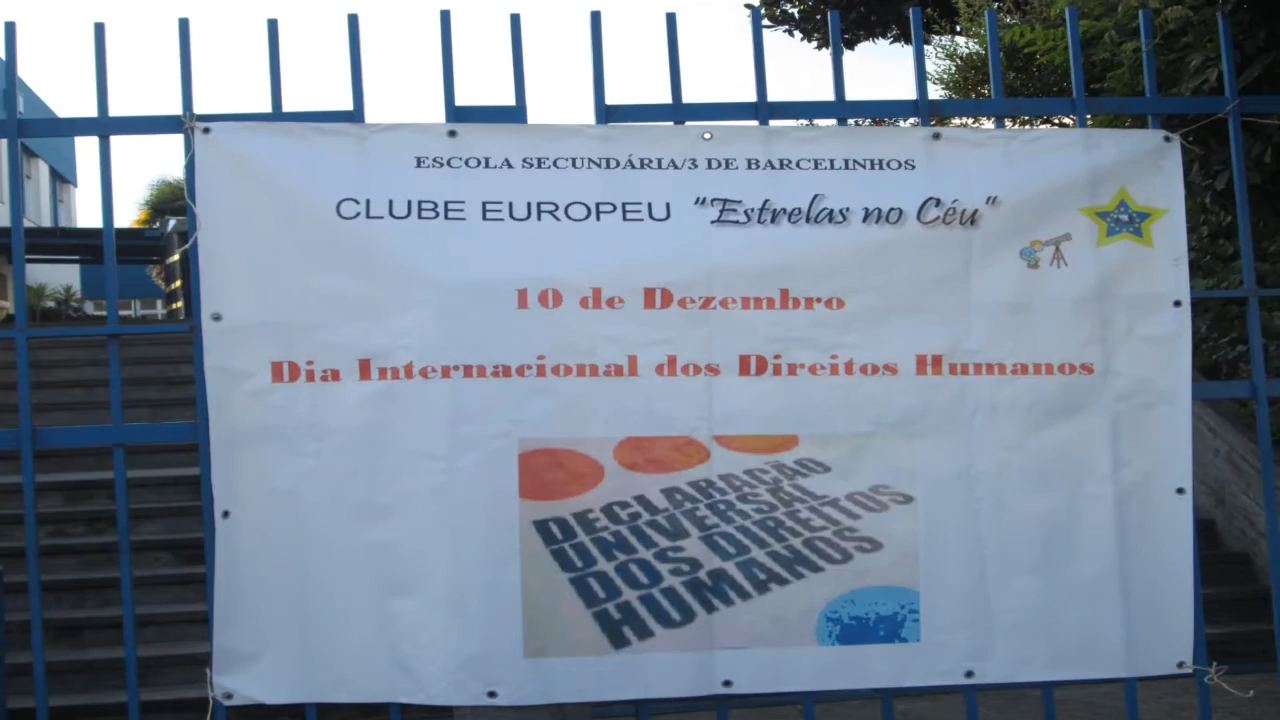 ESCOLA SECUNDÁRIA/3 DE BARCELINHOS
CLUBE EUROPEU "Estrelas no Céu"
10 de Dezembro
Dia Internacional dos Direitos Humanos
DECLARAÇÃO
UNIVERSAL
DOS DIREITOS
HUMANOS